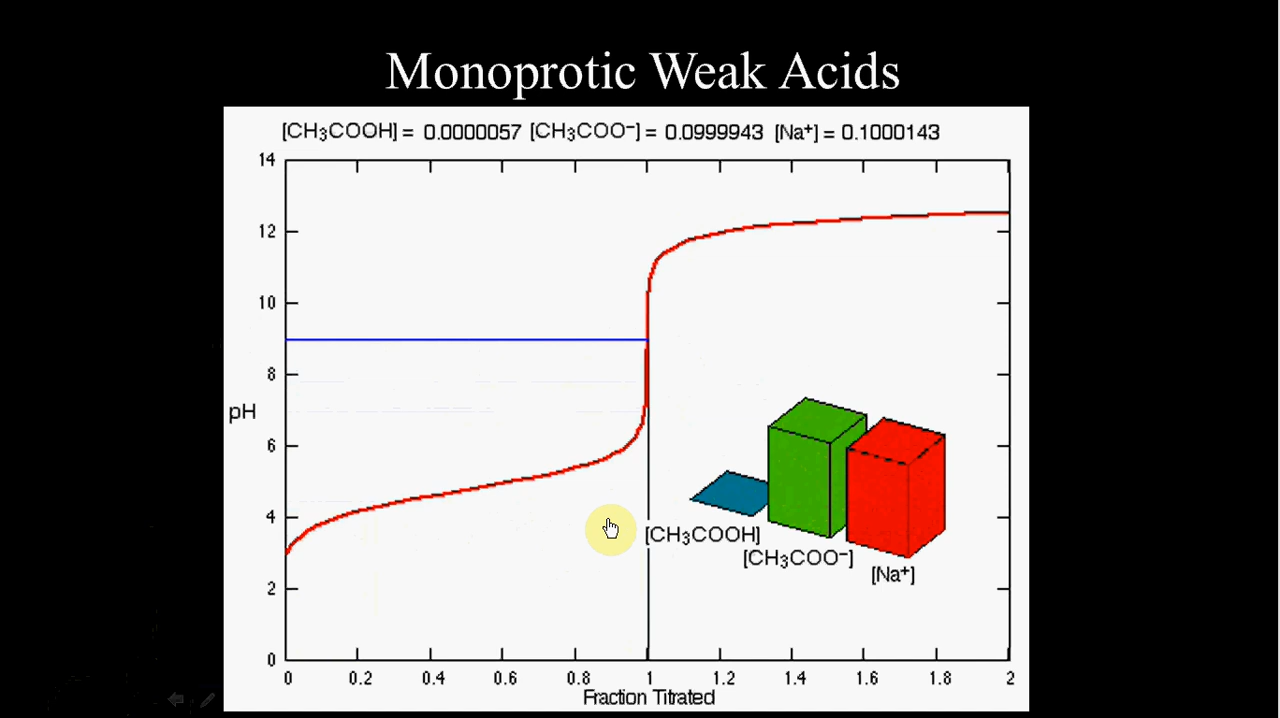 Monoprotic Weak Acids
[CH₃COOH] = 0.0000057 [CH₃COO⁻] = 0.0999943 [Na⁺] = 0.1000143
14
12
10
8
pH
6
4
2
0
[CH₃COOH]
[CH₃COO⁻]
[Na⁺]
0 0.2 0.4 0.6 0.8 1 1.2 1.4 1.6 1.8 2
Fraction Titrated